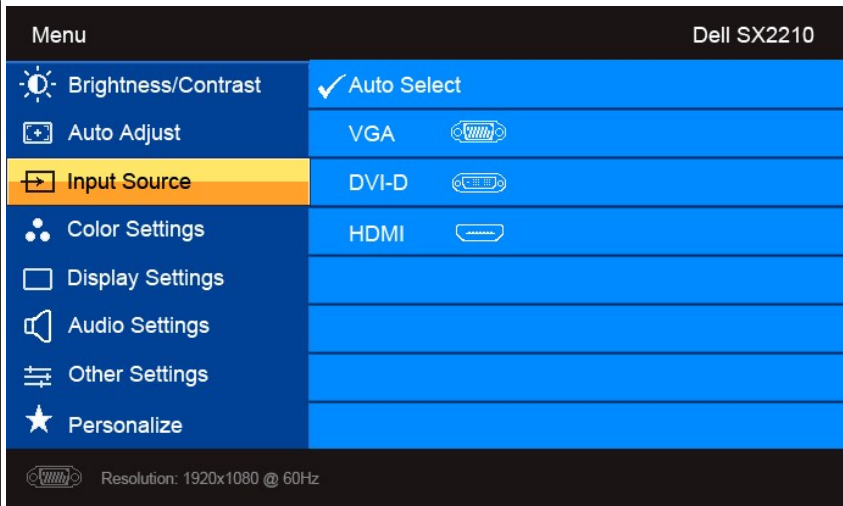 Menu Dell SX2210
Brightness/Contrast Auto Select
Auto Adjust VGA
Input Source DVI-D
Color Settings HDMI
Display Settings
Audio Settings
Other Settings
Personalize
Resolution: 1920x1080 @ 60Hz